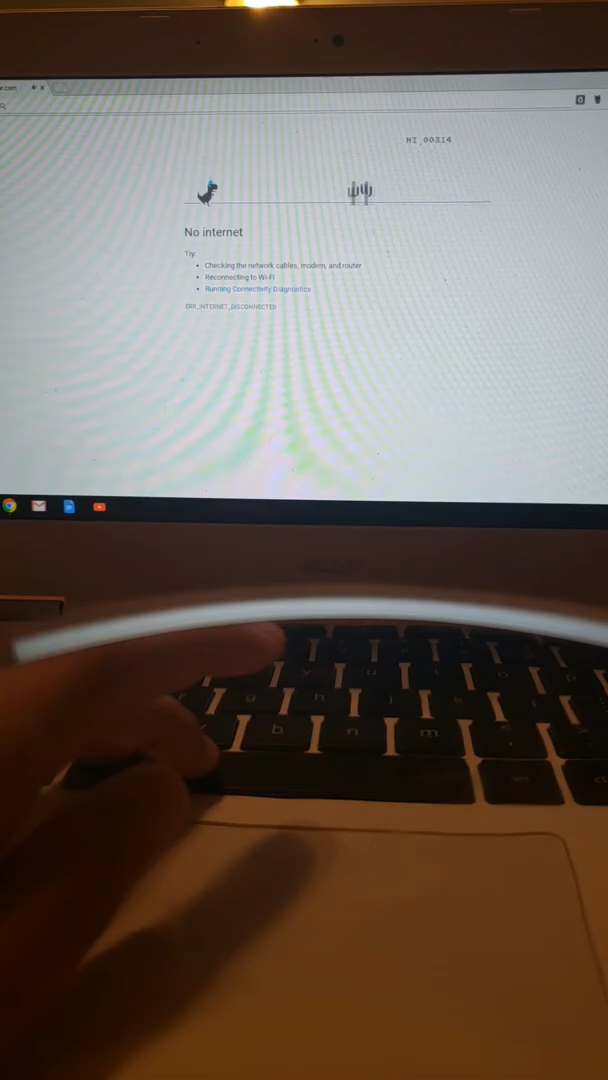 HI 00314
No internet
Try:
Checking the network cables, modem, and router
Reconnecting to Wi-Fi
Running Connectivity Diagnostics
ERR_INTERNET_DISCONNECTED
y
u
i
o
p
g
h
j
k
l
b
n
m
alt